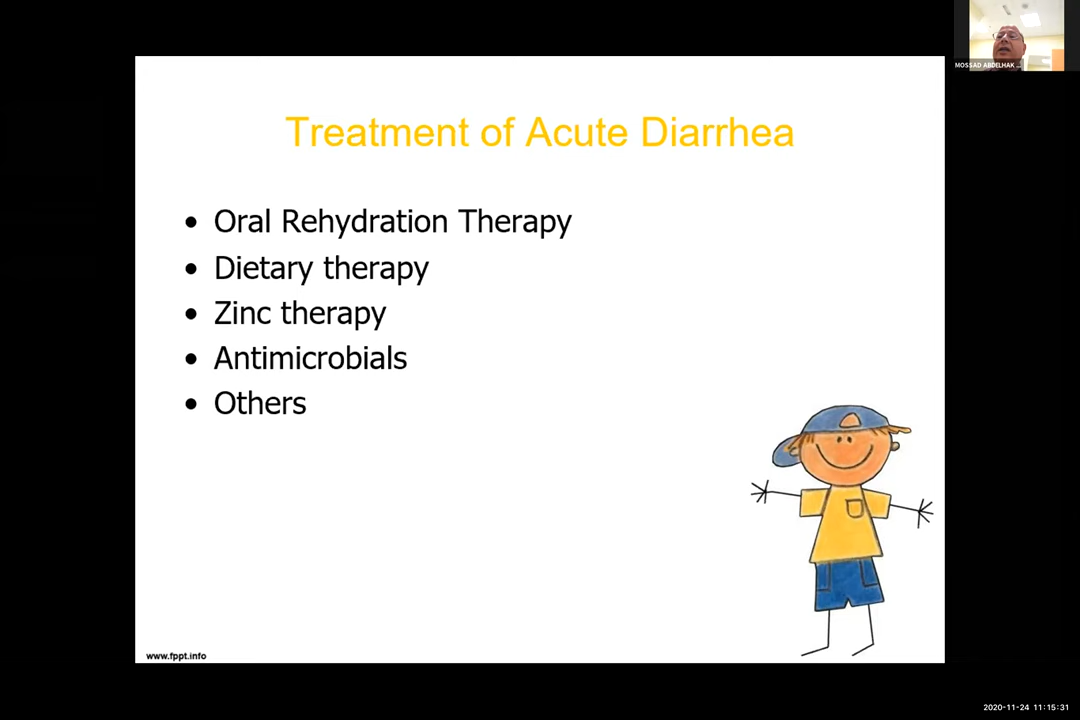 MOSSAD ABDELHAK ...
Treatment of Acute Diarrhea
• Oral Rehydration Therapy
• Dietary therapy
• Zinc therapy
• Antimicrobials
• Others
www.fppt.info
2020-11-24 11:15:31